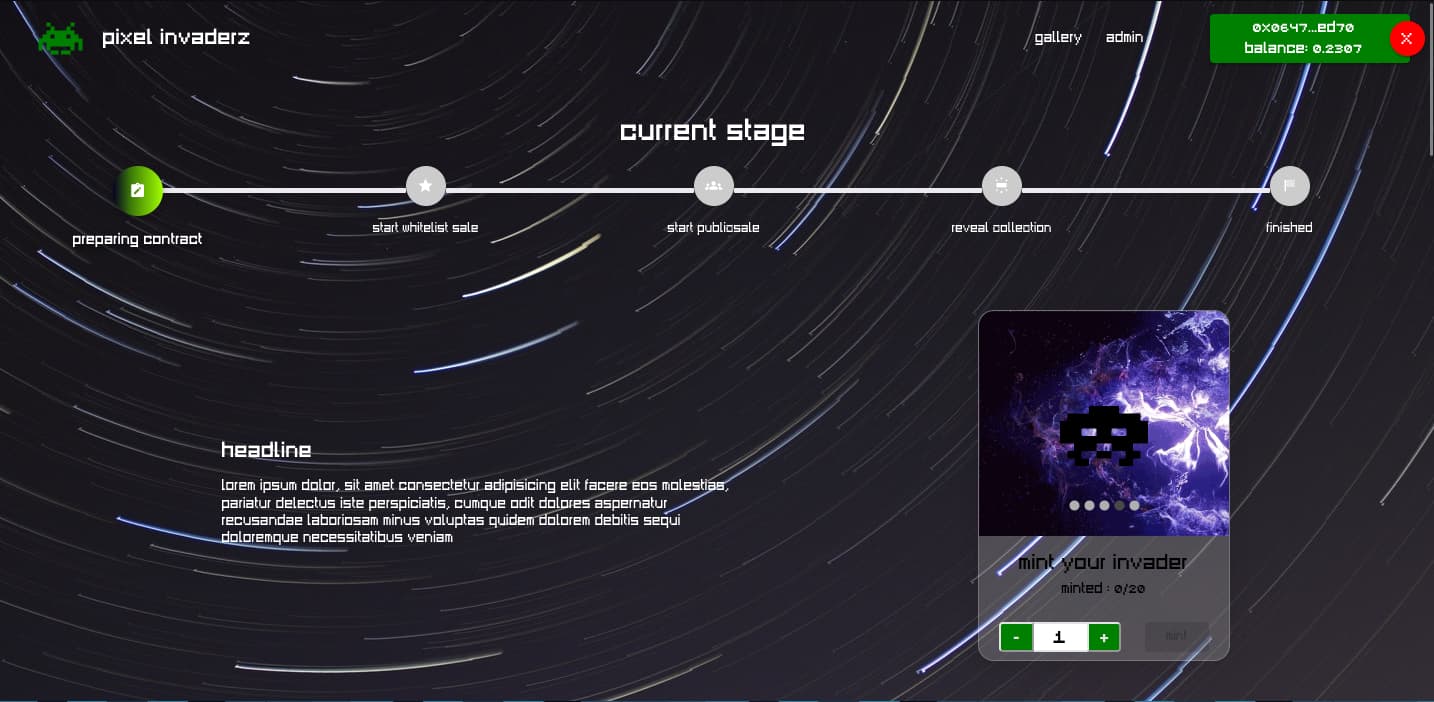 pixel invaderz
gallery
admin
0x0647...ed70
balance: 0.2307
current stage
preparing contract
start whitelist sale
start publicsale
reveal collection
finished
headline
lorem ipsum dolor, sit amet consectetur adipisicing elit facere eos molestias,
pariatur delectus iste perspiciatis, cumque odit dolores aspernatur
recusandae laboriosam minus voluptas quidem dolorem debitis sequi
doloremque necessitatibus veniam
mint your invader
minted : 0/20
- 1 +
mint